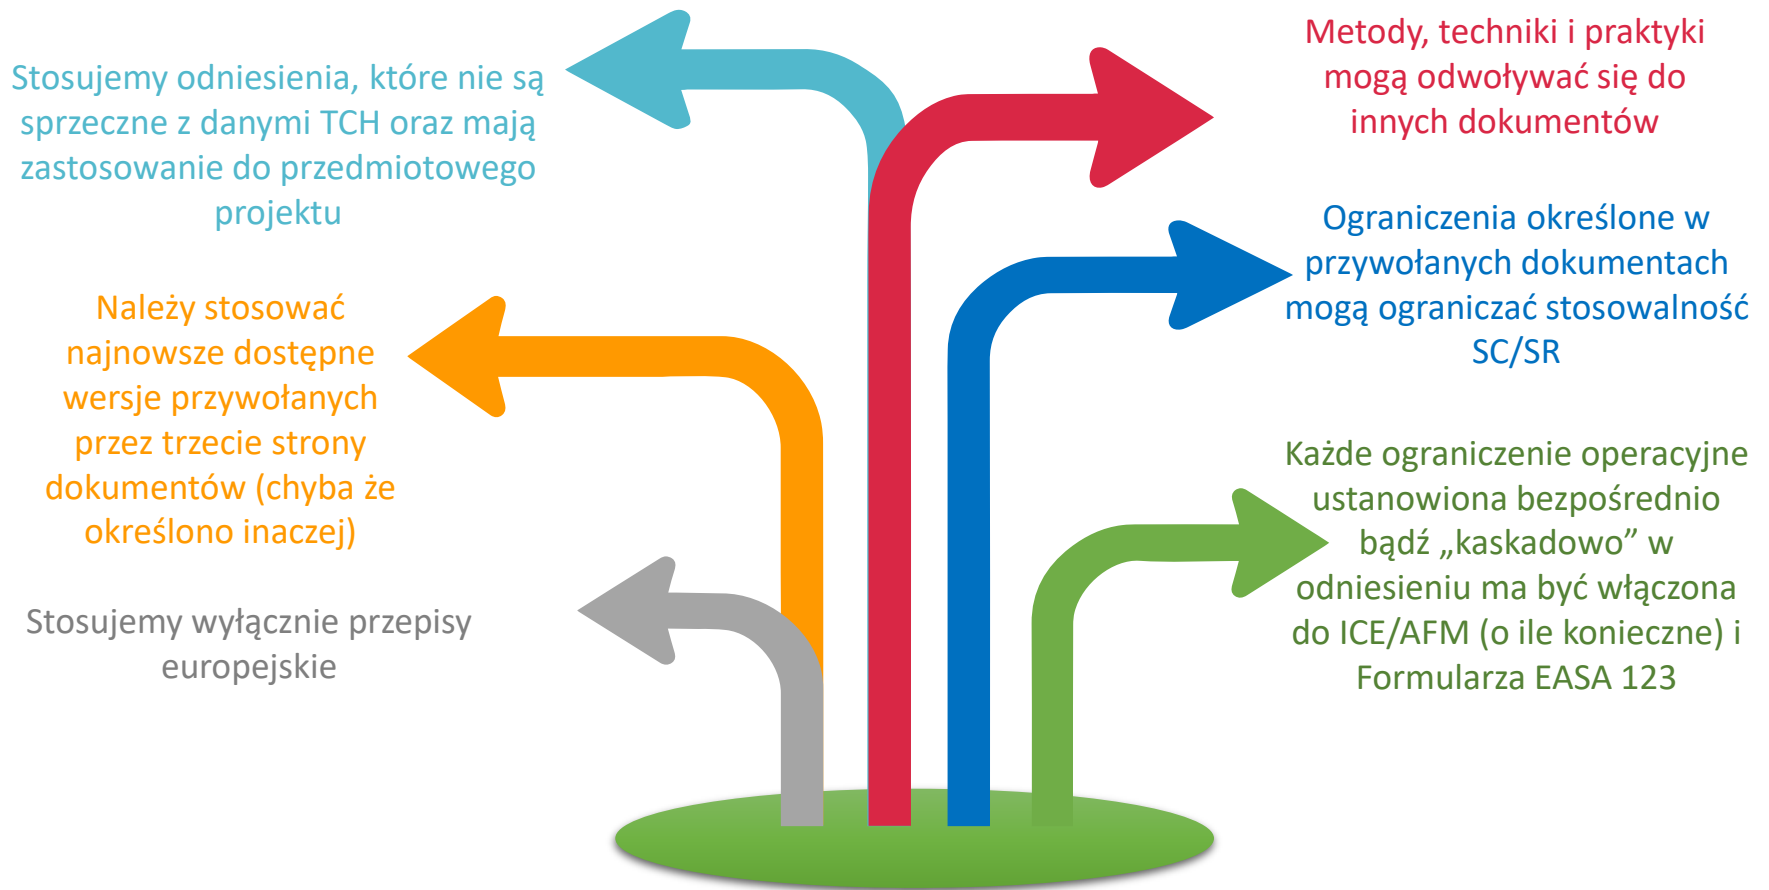 Stosujemy odniesienia, które nie są
sprzeczne z danymi TCH oraz mają
zastosowanie do przedmiotowego
projektu
Należy stosować
najnowsze dostępne
wersje przywołanych
przez trzecie strony
dokumentów (chyba że
określono inaczej)
Stosujemy wyłącznie przepisy
europejskie
Metody, techniki i praktyki
mogą odwoływać się do
innych dokumentów
Ograniczenia określone w
przywołanych dokumentach
mogą ograniczać stosowalność
SC/SR
Każde ograniczenie operacyjne
ustanowiona bezpośrednio
bądź „kaskadowo” w
odniesieniu ma być włączona
do ICE/AFM (o ile konieczne) i
Formularza EASA 123